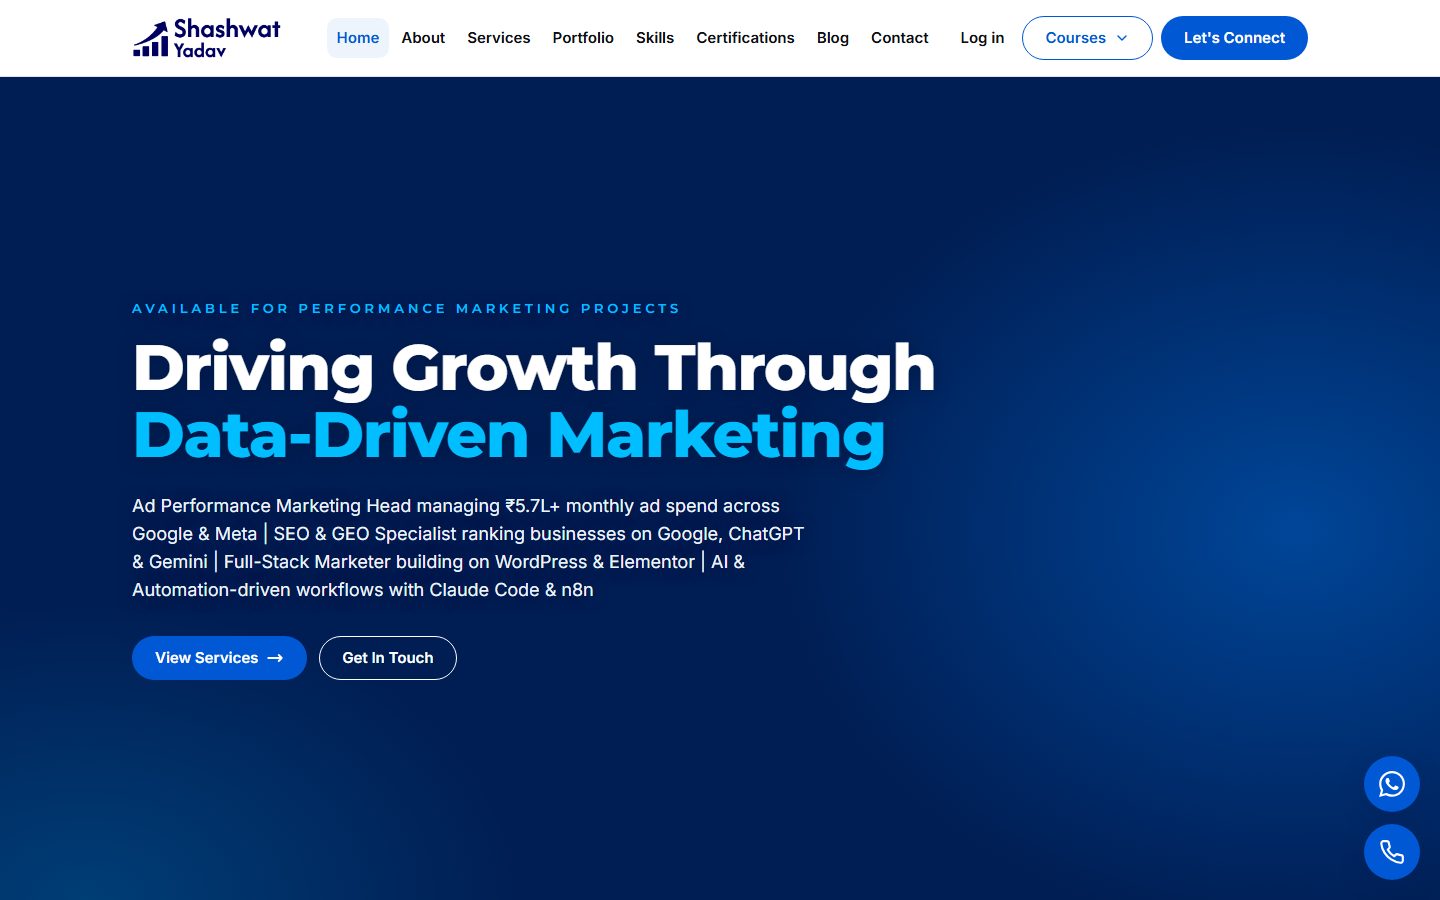 Shashwat
Yadav
Home About Services Portfolio Skills Certifications Blog Contact Log in Courses Let's Connect
AVAILABLE FOR PERFORMANCE MARKETING PROJECTS
Driving Growth Through
Data-Driven Marketing
Ad Performance Marketing Head managing ₹5.7L+ monthly ad spend across
Google & Meta | SEO & GEO Specialist ranking businesses on Google, ChatGPT
& Gemini | Full-Stack Marketer building on WordPress & Elementor | AI &
Automation-driven workflows with Claude Code & n8n
View Services → Get In Touch